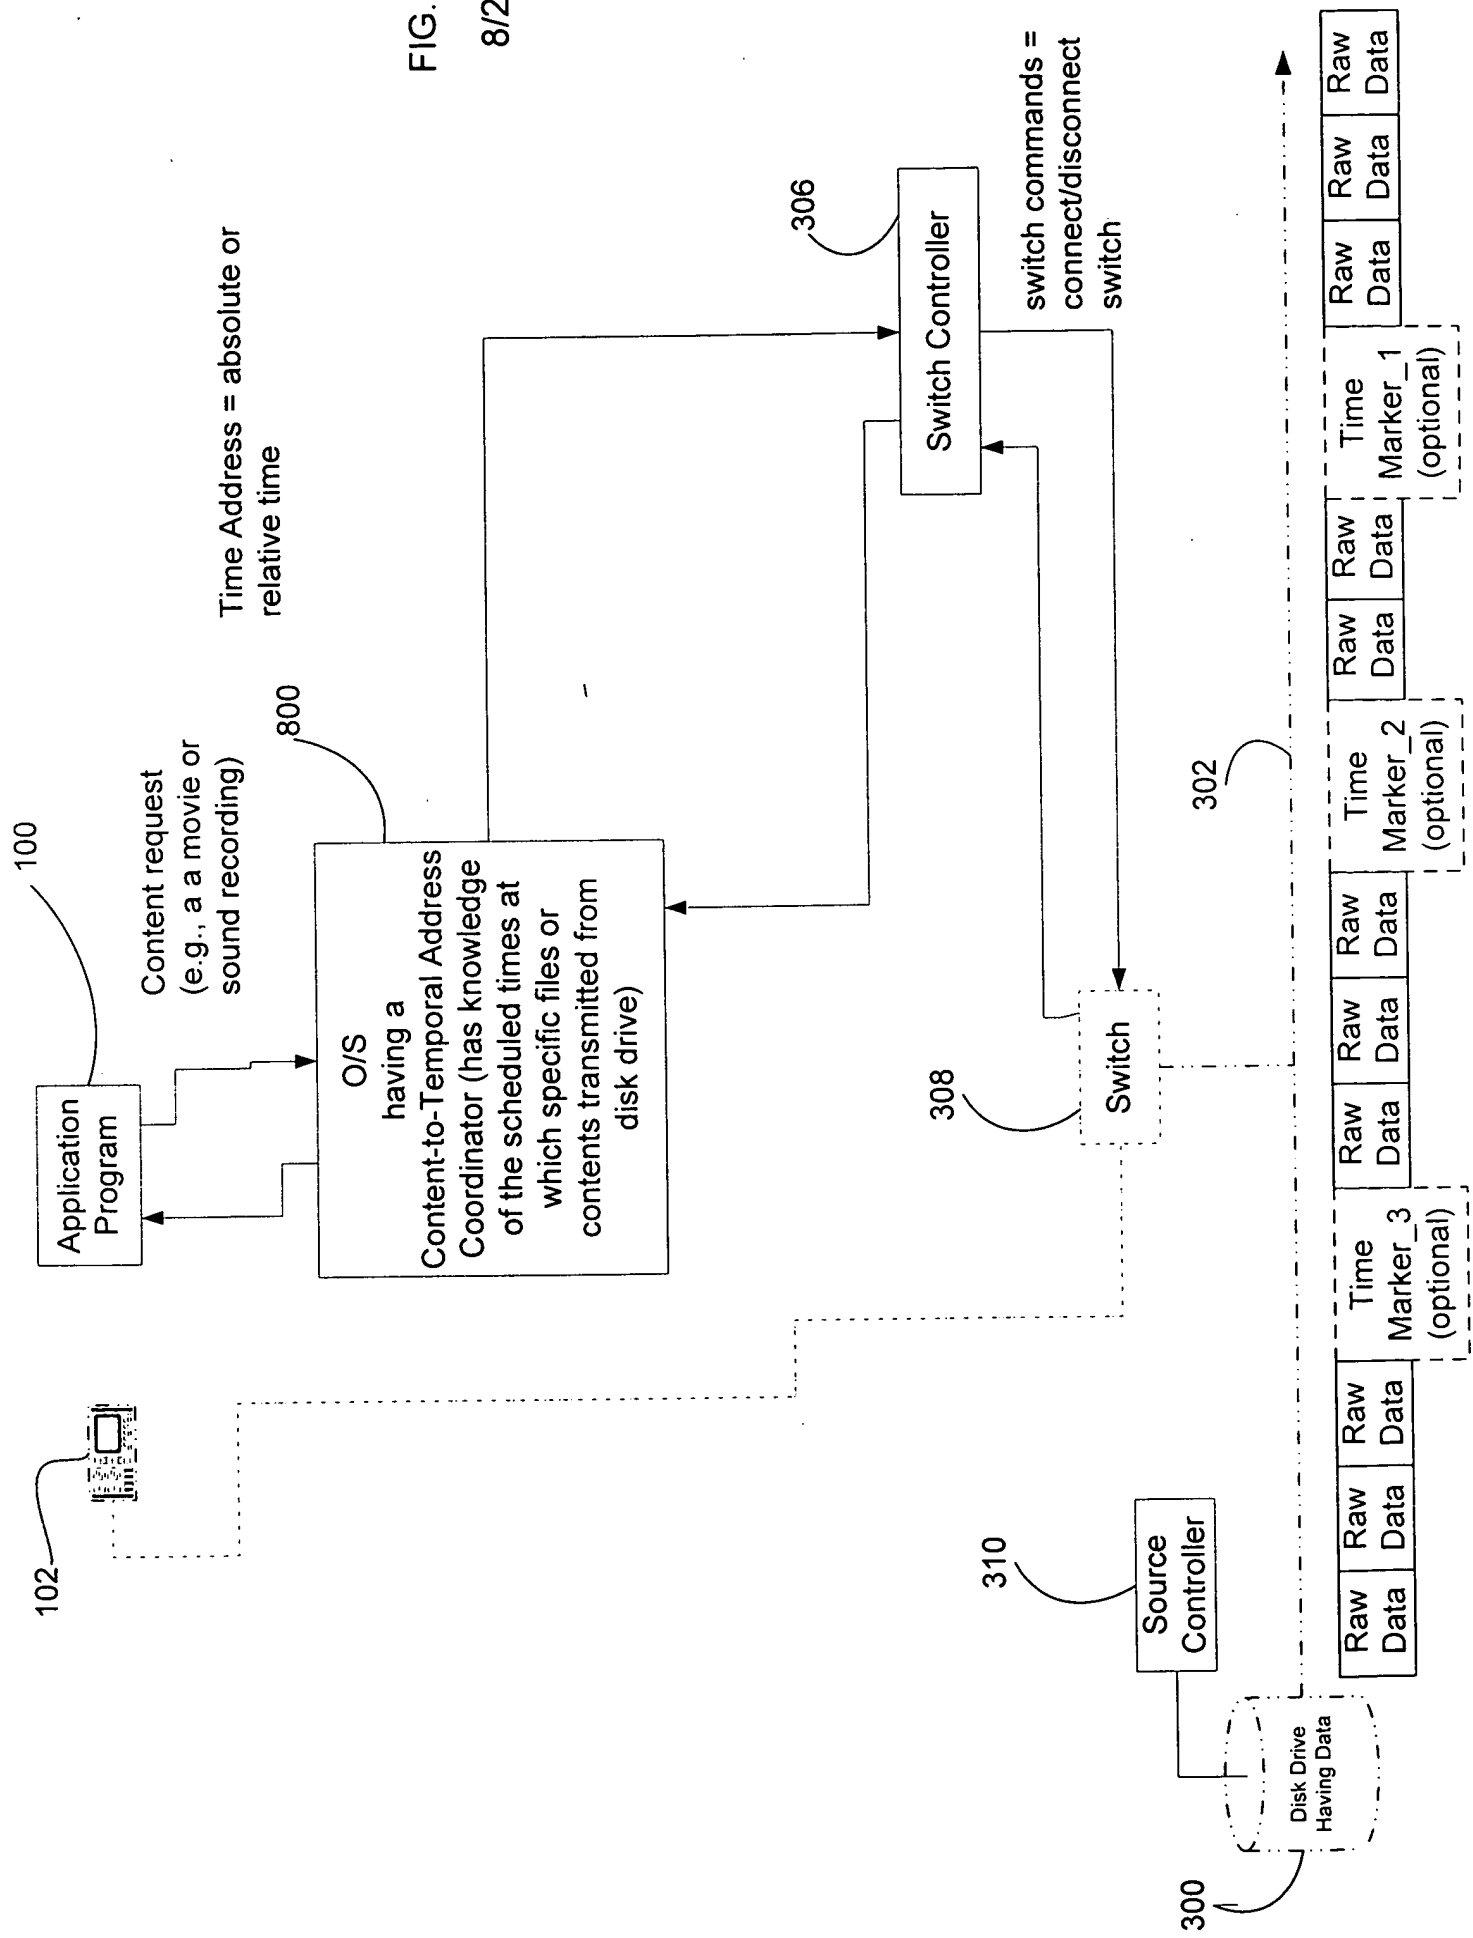 FIG.
8/2
100
Application
Program
Content request
(e.g., a a movie or
sound recording)
Time Address = absolute or
relative time
102
800
O/S
having a
Content-to-Temporal Address
Coordinator (has knowledge
of the scheduled times at
which specific files or
contents transmitted from
disk drive)
306
Switch Controller
switch commands =
connect/disconnect
switch
308
Switch
310
Source
Controller
302
300
Disk Drive
Having Data
Raw
Data
Raw
Data
Raw
Data
Time
Marker_3
(optional)
Raw
Data
Raw
Data
Raw
Data
Time
Marker_2
(optional)
Raw
Data
Raw
Data
Time
Marker_1
(optional)
Raw
Data
Raw
Data
Raw
Data